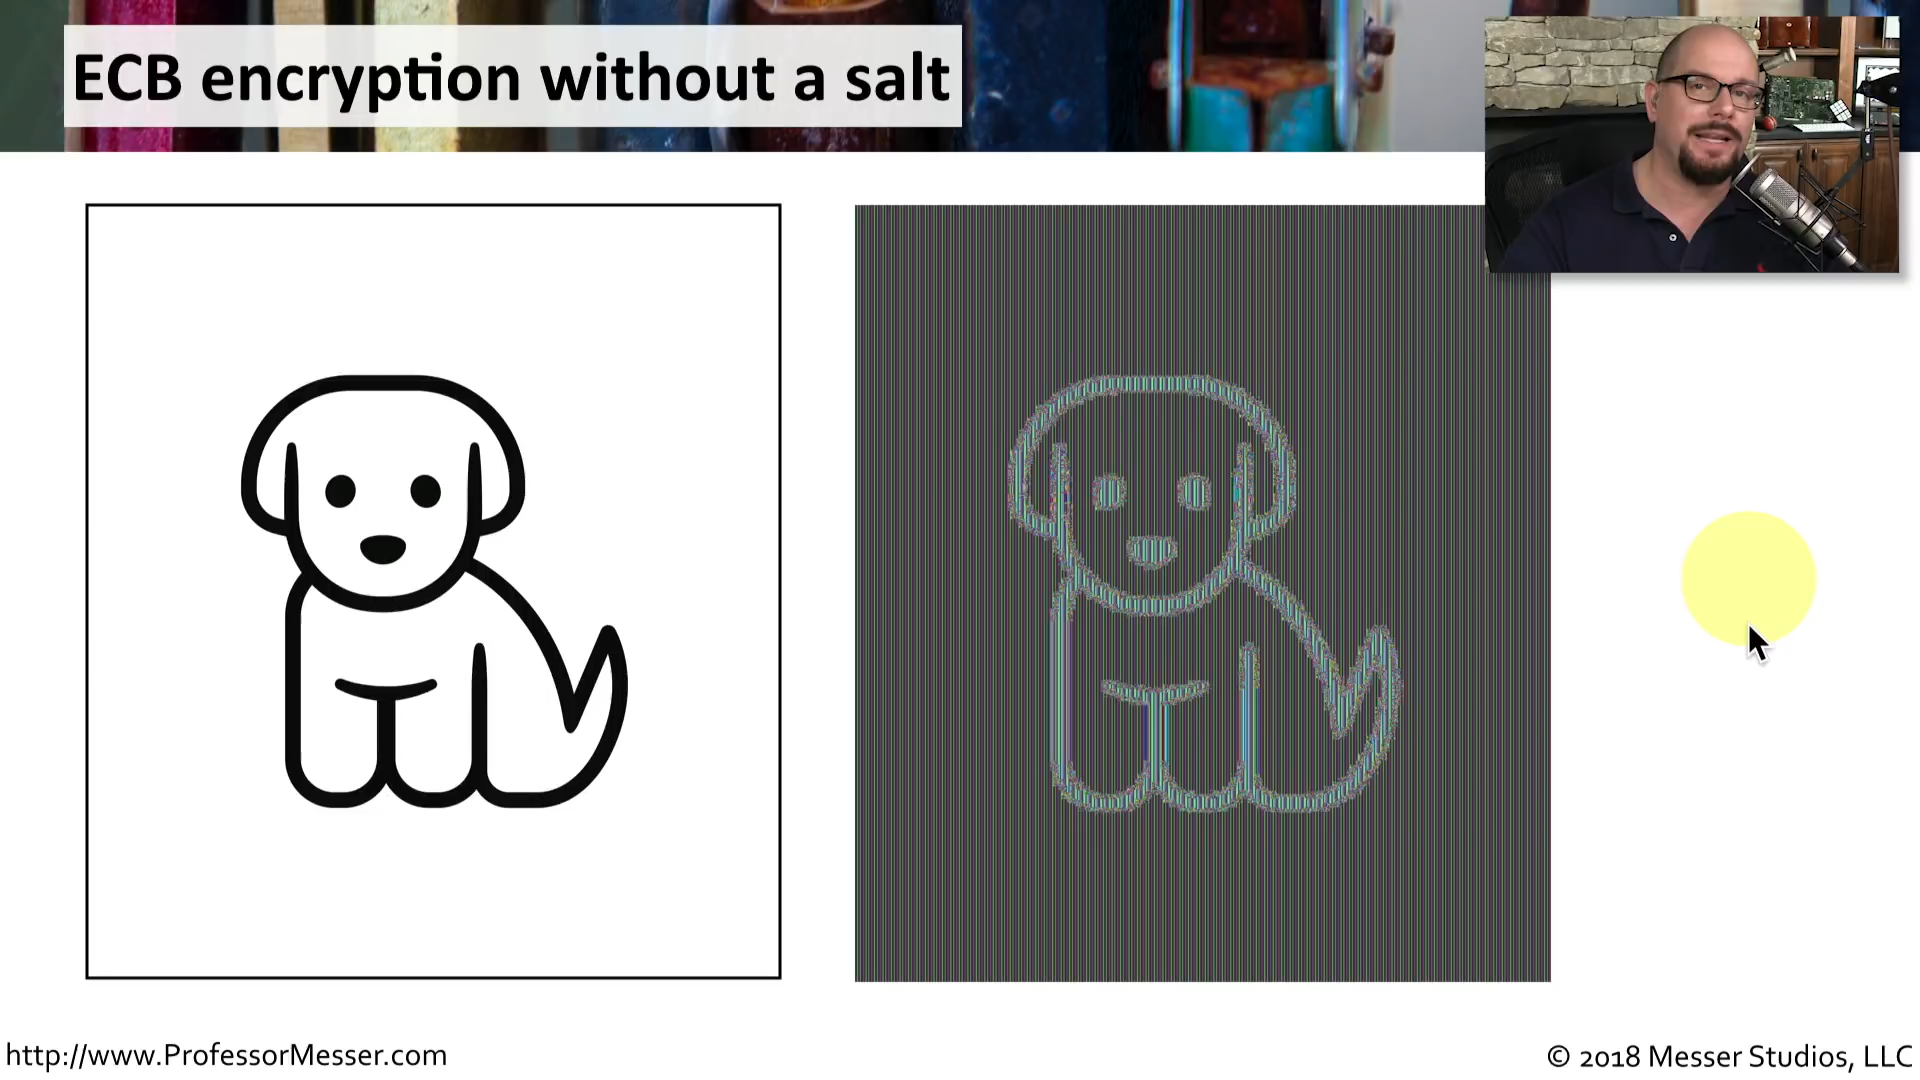 ECB encryption without a salt
http://www.ProfessorMesser.com
© 2018 Messer Studios, LLC